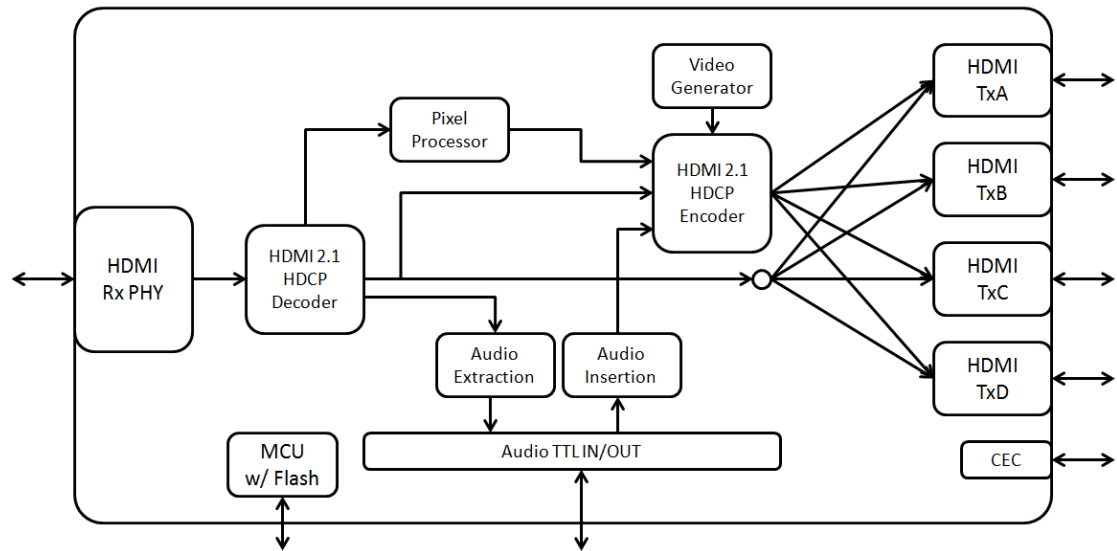 Video
Generator
HDMI
TxA
Pixel
Processor
HDMI 2.1
HDCP
Encoder
HDMI
TxB
HDMI
Rx PHY
HDMI 2.1
HDCP
Decoder
HDMI
TxC
Audio
Extraction
Audio
Insertion
HDMI
TxD
MCU
w/ Flash
Audio TTL IN/OUT
CEC